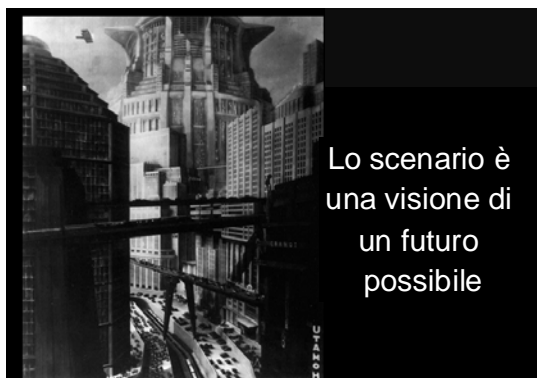 Lo scenario è
una visione di
un futuro
possibile